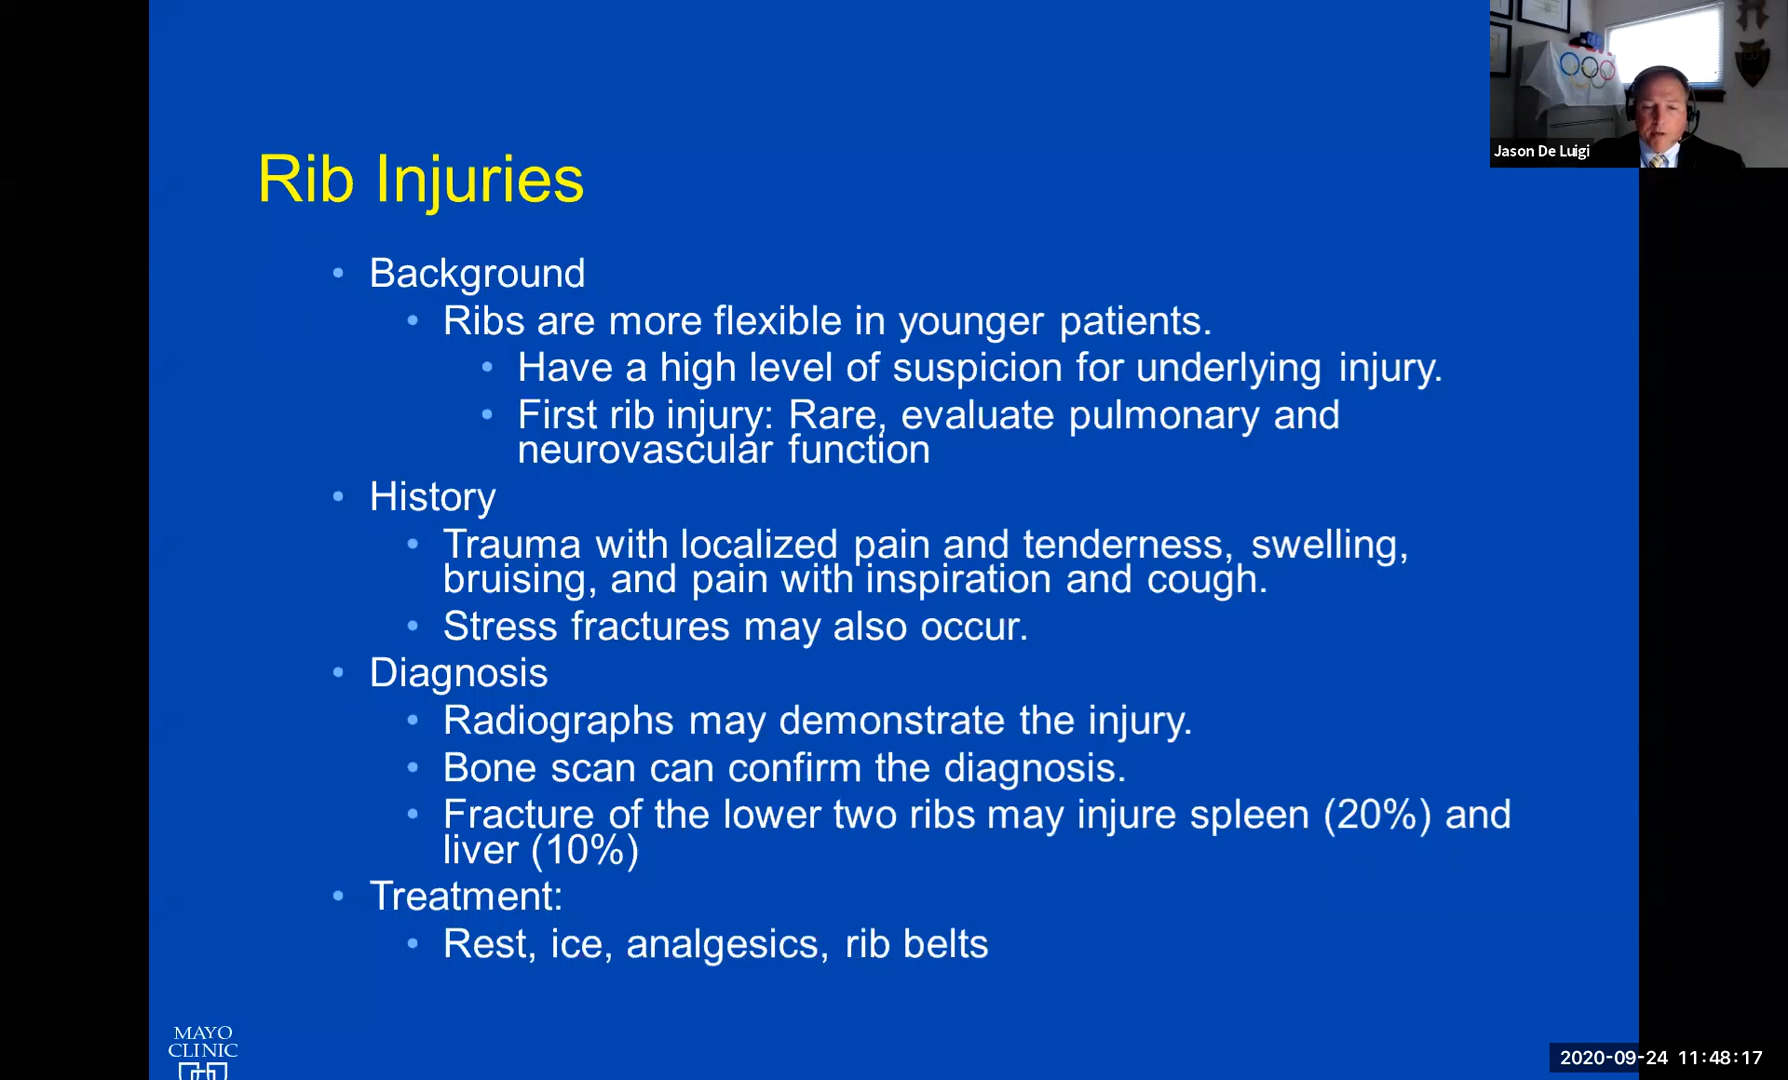 Jason De Luigi
Rib Injuries
• Background
• Ribs are more flexible in younger patients.
• Have a high level of suspicion for underlying injury.
• First rib injury: Rare, evaluate pulmonary and
neurovascular function
• History
• Trauma with localized pain and tenderness, swelling,
bruising, and pain with inspiration and cough.
• Stress fractures may also occur.
• Diagnosis
• Radiographs may demonstrate the injury.
• Bone scan can confirm the diagnosis.
• Fracture of the lower two ribs may injure spleen (20%) and
liver (10%)
• Treatment:
• Rest, ice, analgesics, rib belts
MAYO
CLINIC
2020-09-24 11:48:17